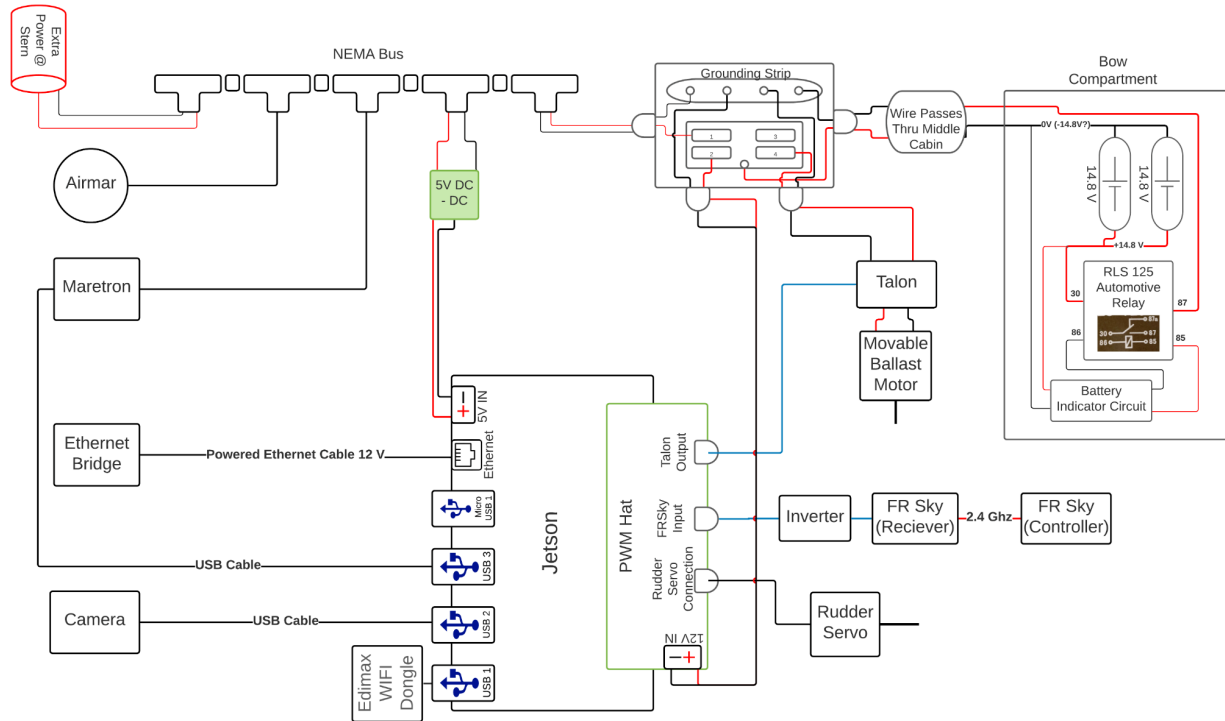 Extra
Power @
Stern
NEMA Bus
Grounding Strip
1
3
2
4
Wire Passes
Thru Middle
Cabin
Bow
Compartment
0V (-14.8V?)
14.8 V
14.8 V
+14.8 V
RLS 125
Automotive
Relay
30
87
86
85
87a
30
87
86
85
Battery
Indicator Circuit
Airmar
5V DC
- DC
Maretron
Talon
Movable
Ballast
Motor
5V IN
+
Ethernet
Bridge
Powered Ethernet Cable 12 V
Ethernet
Micro
USB 1
USB Cable
USB 3
Camera
USB Cable
USB 2
Edimax
WIFI
Dongle
USB 1
Jetson
PWM Hat
Talon
Output
FRSky
Input
Rudder
Servo
Connection
12V IN
+
Inverter
FR Sky
(Reciever)
2.4 Ghz
FR Sky
(Controller)
Rudder
Servo